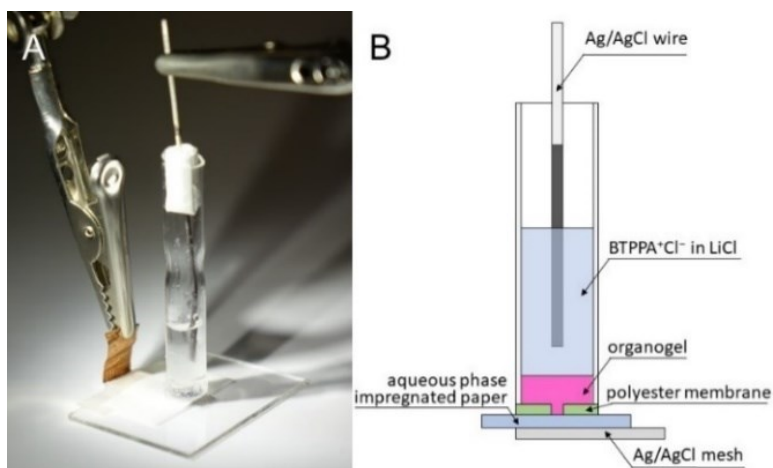 A
B
Ag/AgCl wire
BTPPA⁺Cl⁻ in LiCl
organogel
aqueous phase
impregnated paper
polyester membrane
Ag/AgCl mesh